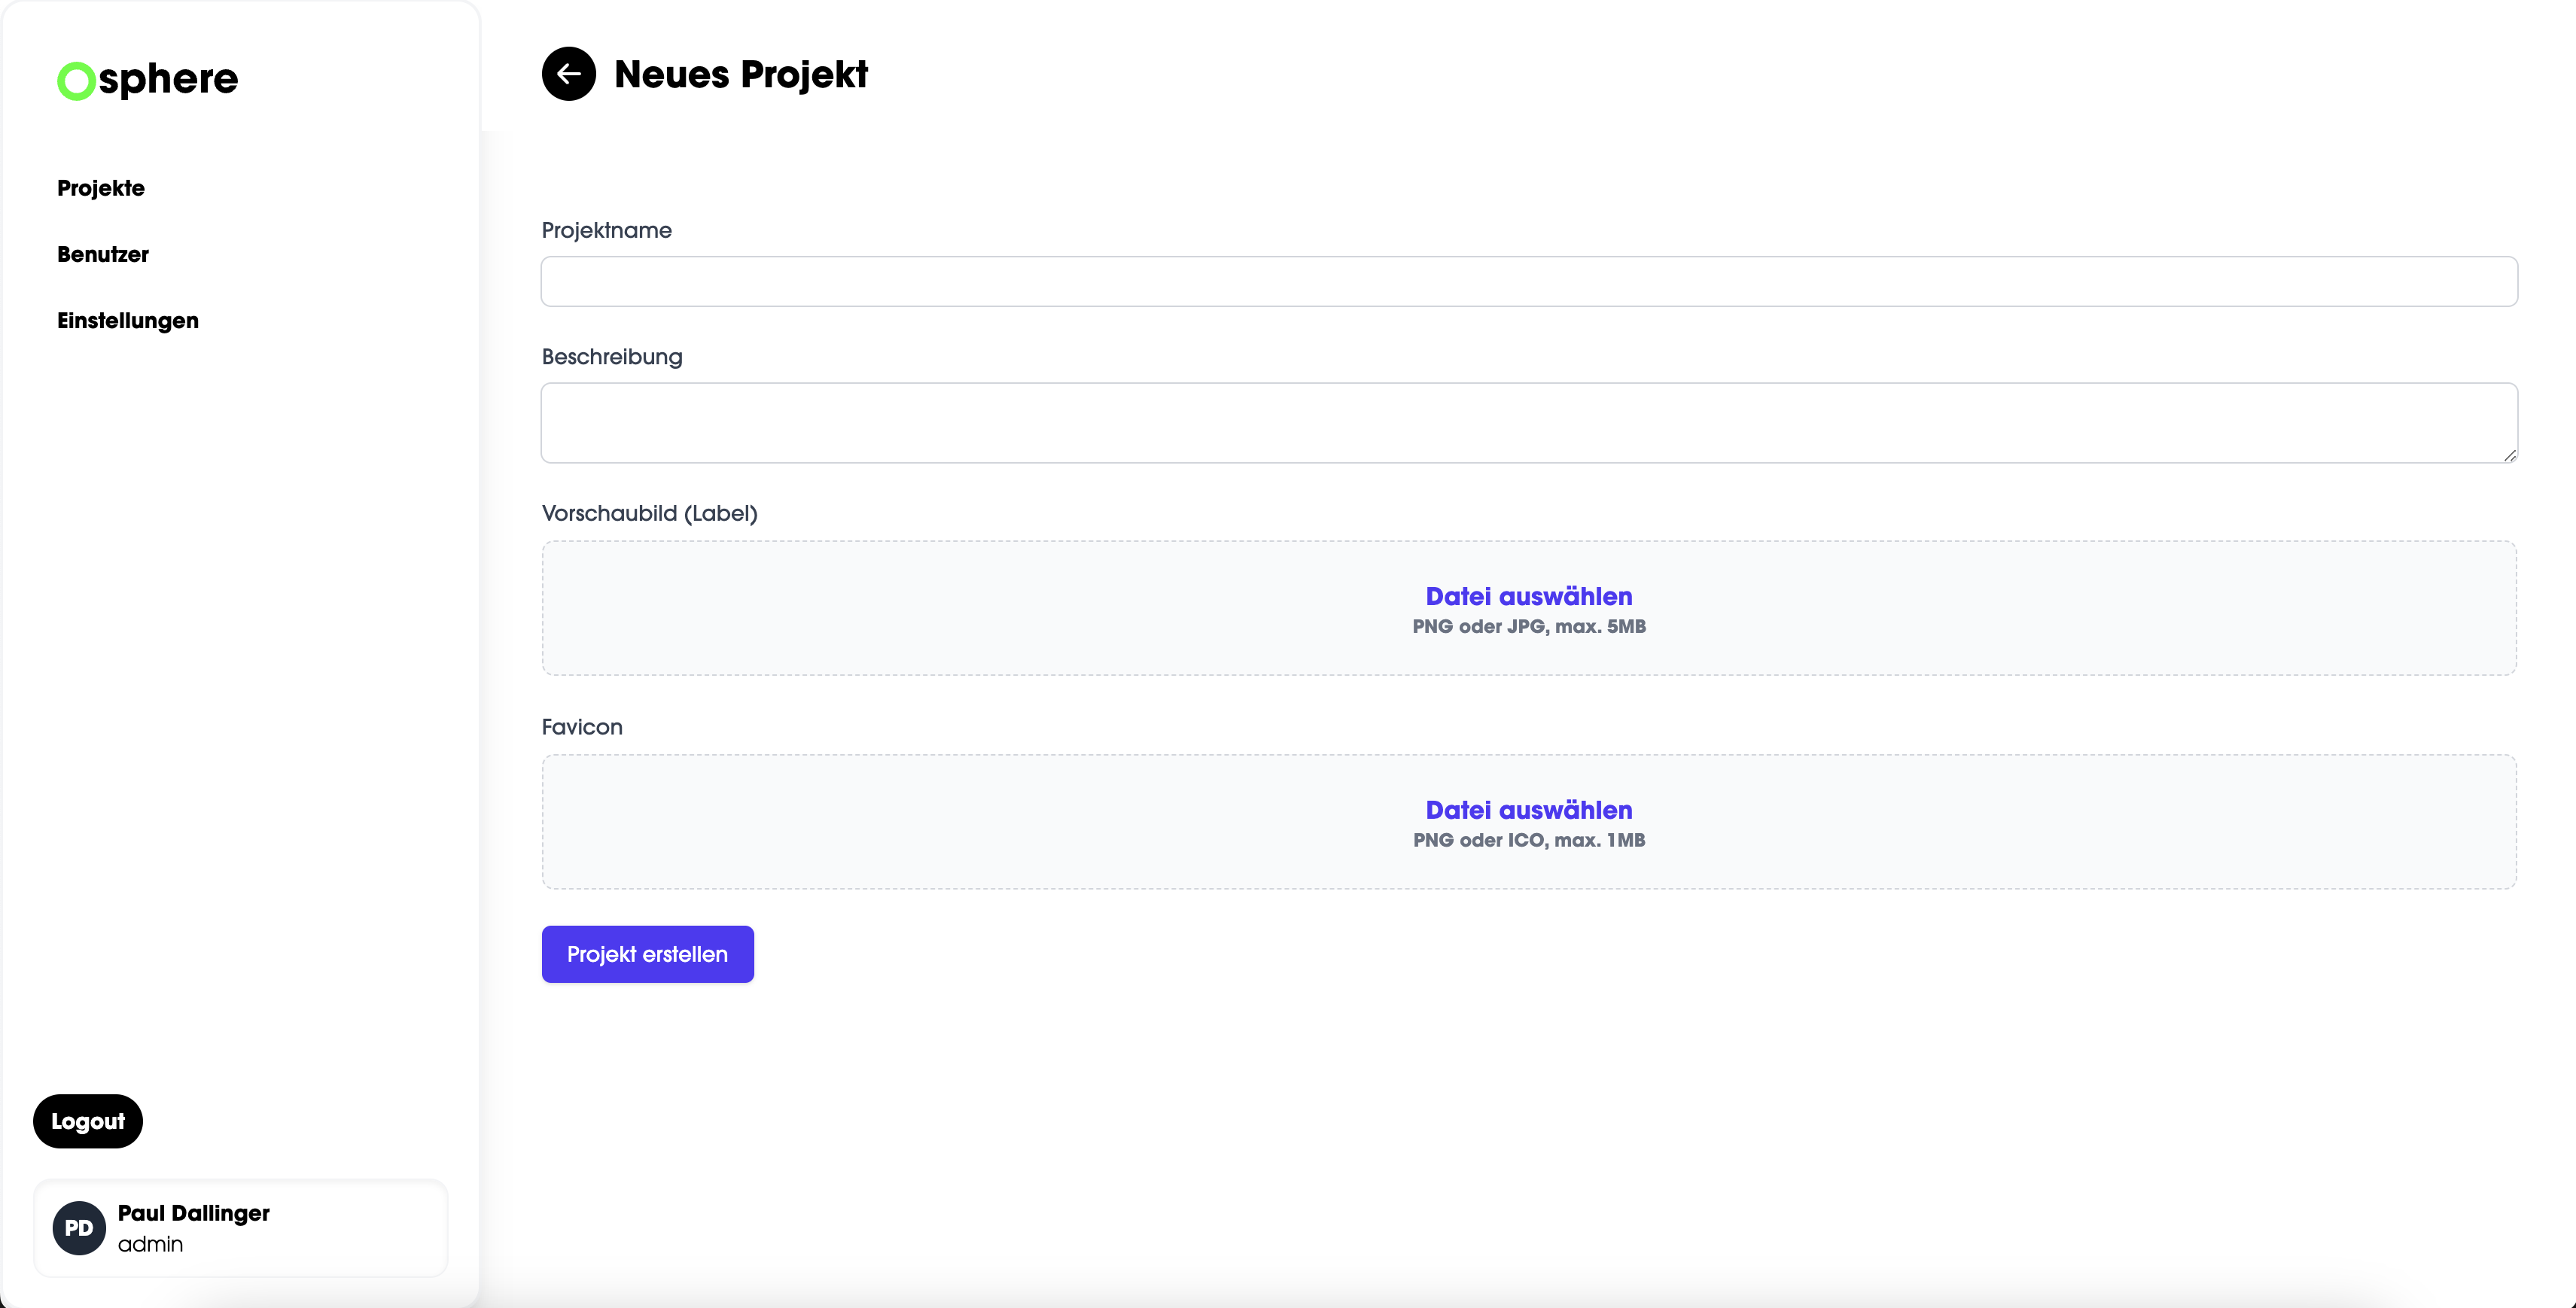 Osphere
Projekte
Benutzer
Einstellungen
Logout
PD
Paul Dallinger
admin
Neues Projekt
Projektname
Beschreibung
Vorschaubild (Label)
Datei auswählen
PNG oder JPG, max. 5MB
Favicon
Datei auswählen
PNG oder ICO, max. 1MB
Projekt erstellen